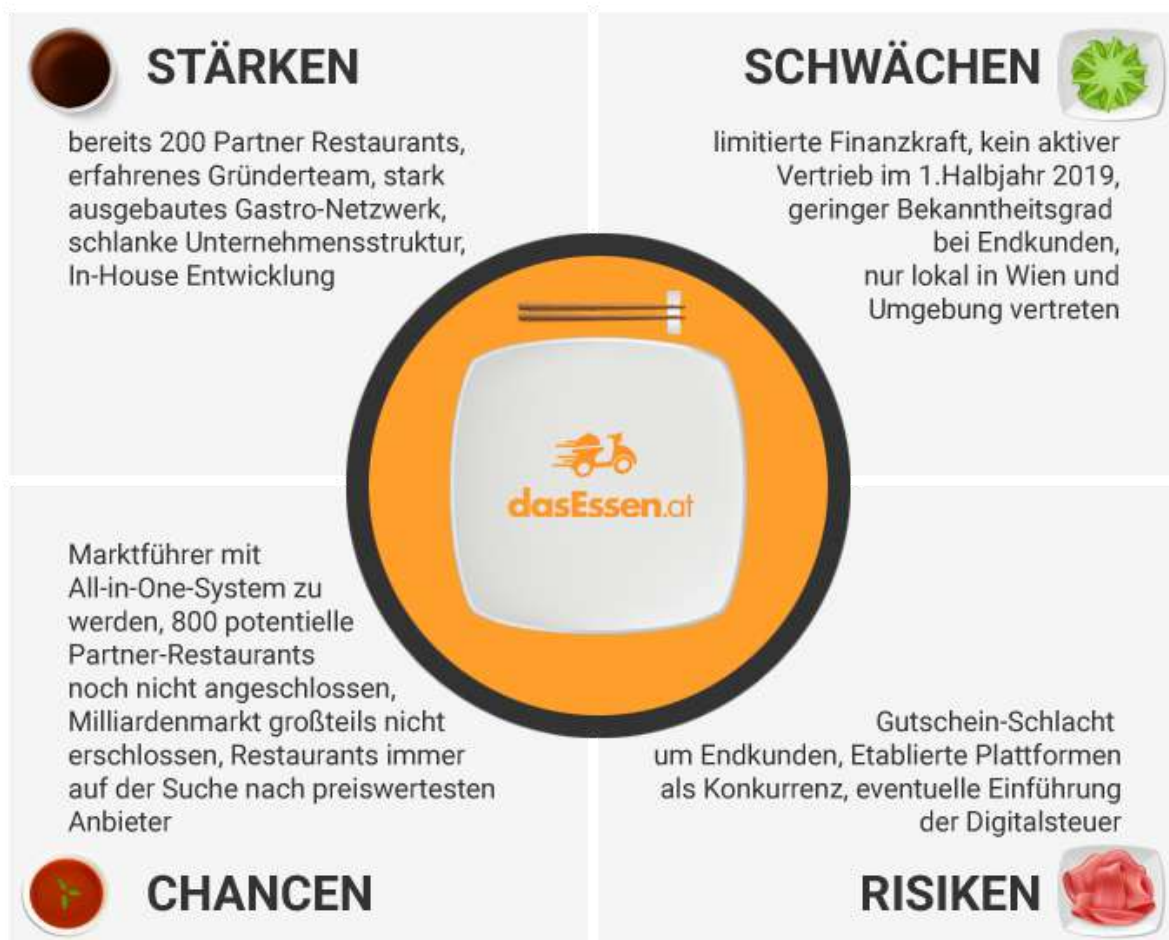 STÄRKEN
bereits 200 Partner Restaurants,
erfahrenes Gründerteam, stark
ausgebautes Gastro-Netzwerk,
schlanke Unternehmensstruktur,
In-House Entwicklung
SCHWÄCHEN
limitierte Finanzkraft, kein aktiver
Vertrieb im 1.Halbjahr 2019,
geringer Bekanntheitsgrad
bei Endkunden,
nur lokal in Wien und
Umgebung vertreten
dasEssen.at
Marktführer mit
All-in-One-System zu
werden, 800 potentielle
Partner-Restaurants
noch nicht angeschlossen,
Milliardenmarkt großteils nicht
erschlossen, Restaurants immer
auf der Suche nach preiswertesten
Anbieter
CHANCEN
Gutschein-Schlacht
um Endkunden, Etablierte Plattformen
als Konkurrenz, eventuelle Einführung
der Digitalsteuer
RISIKEN